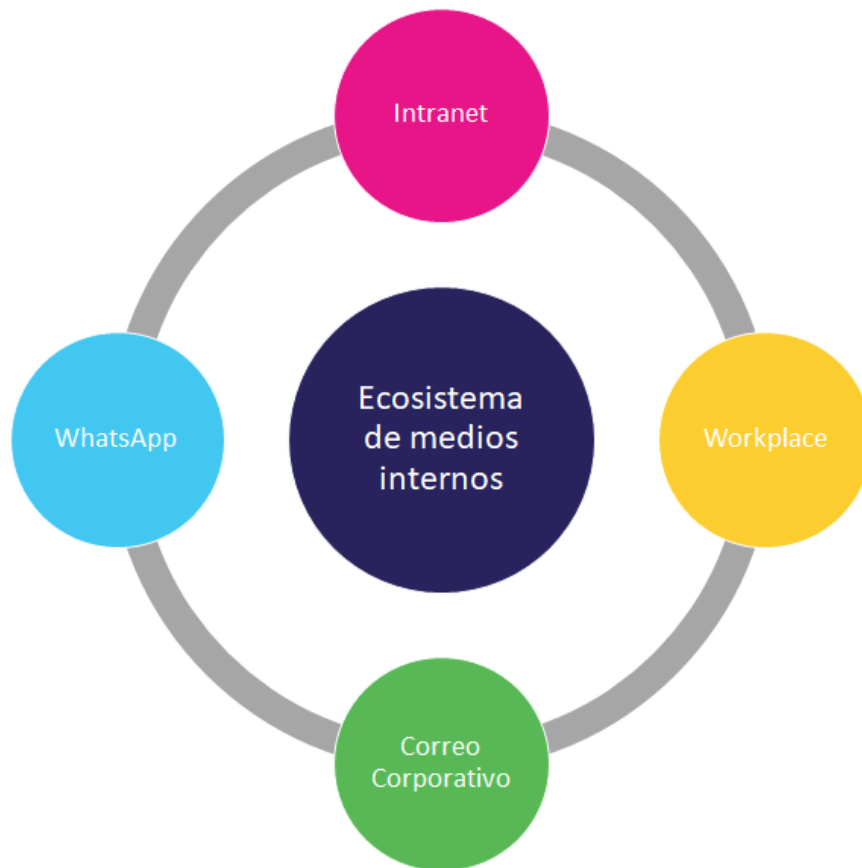 Intranet
Ecosistema
de medios
internos
WhatsApp
Workplace
Correo
Corporativo